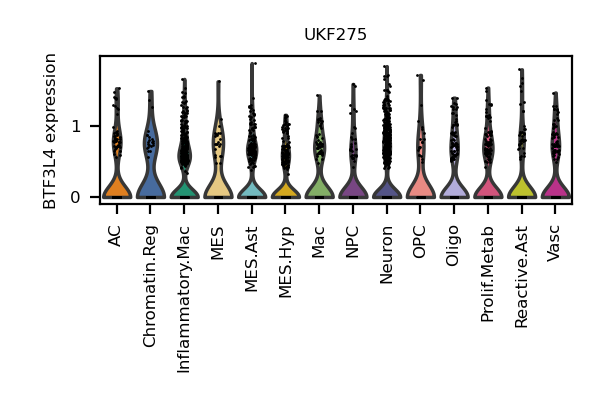 UKF275
BTF3L4 expression
1
0
AC
Chromatin.Reg
Inflammatory.Mac
MES
MES.Ast
MES.Hyp
Mac
NPC
Neuron
OPC
Oligo
Prolif.Metab
Reactive.Ast
Vasc